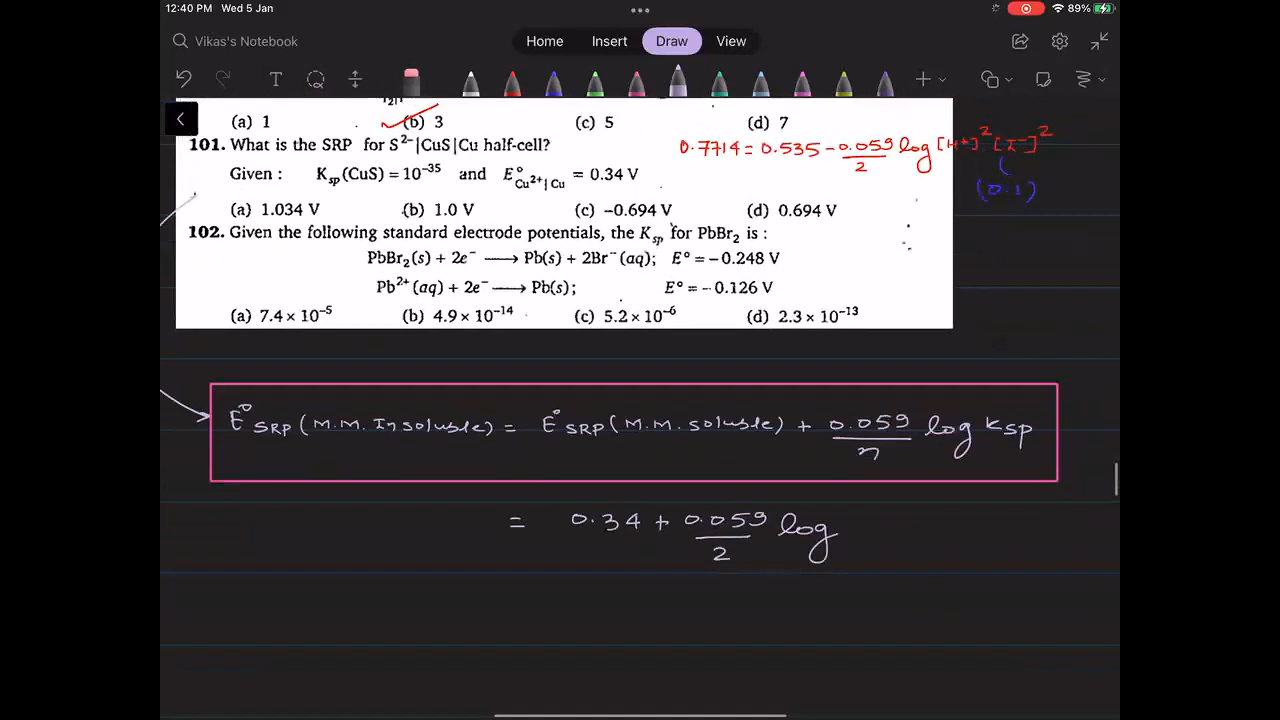 12:40 PM Wed 5 Jan
89%
Vikas's Notebook
Home Insert Draw View
(a) 1 (b) 3 (c) 5 (d) 7
101. What is the SRP for S²⁻|CuS|Cu half-cell?
0.7714 = 0.535 − 0.059/2 log [H⁺]² [I⁻]²
(0.1)
Given : Ksp(CuS) = 10⁻³⁵ and E°Cu²⁺|Cu = 0.34 V
(a) 1.034 V (b) 1.0 V (c) −0.694 V (d) 0.694 V
102. Given the following standard electrode potentials, the Ksp for PbBr₂ is :
PbBr₂(s) + 2e⁻ ⟶ Pb(s) + 2Br⁻(aq); E° = −0.248 V
Pb²⁺(aq) + 2e⁻ ⟶ Pb(s); E° = −0.126 V
(a) 7.4 × 10⁻⁵ (b) 4.9 × 10⁻¹⁴ (c) 5.2 × 10⁻⁶ (d) 2.3 × 10⁻¹³
E°SRP (M.M. Insoluble) = E°SRP (M.M. soluble) + 0.059/n log Ksp
= 0.34 + 0.059/2 log